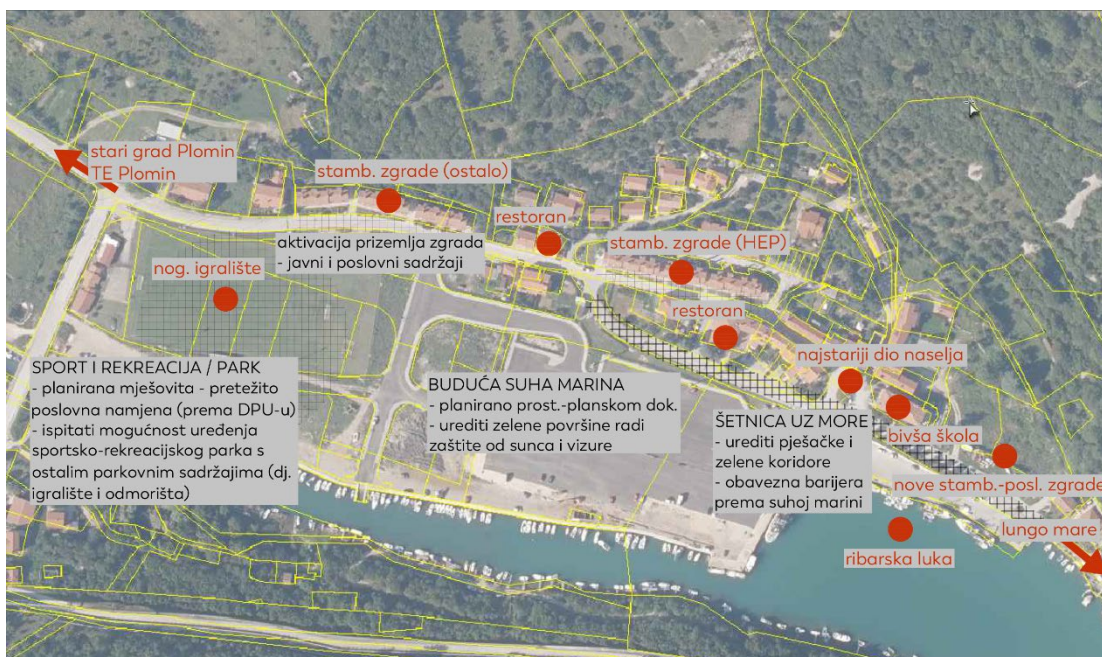 stari grad Plomin
TE Plomin
stamb. zgrade (ostalo)
restoran
aktivacija prizemlja zgrada
- javni i poslovni sadržaji
stamb. zgrade (HEP)
nog. igralište
restoran
najstariji dio naselja
SPORT I REKREACIJA / PARK
- planirana mješovita - pretežito
poslovna namjena (prema DPU-u)
- ispitati mogućnost uređenja
sportsko-rekreacijskog parka s
ostalim parkovnim sadržajima (dj.
igralište i odmorišta)
BUDUĆA SUHA MARINA
- planirano prost.-planskom dok.
- urediti zelene površine radi
zaštite od sunca i vizure
ŠETNICA UZ MORE
- urediti pješačke i
zelene koridore
- obavezna barijera
prema suhoj marini
bivša škola
nove stamb.-posl. zgrade
lungo mare
ribarska luka